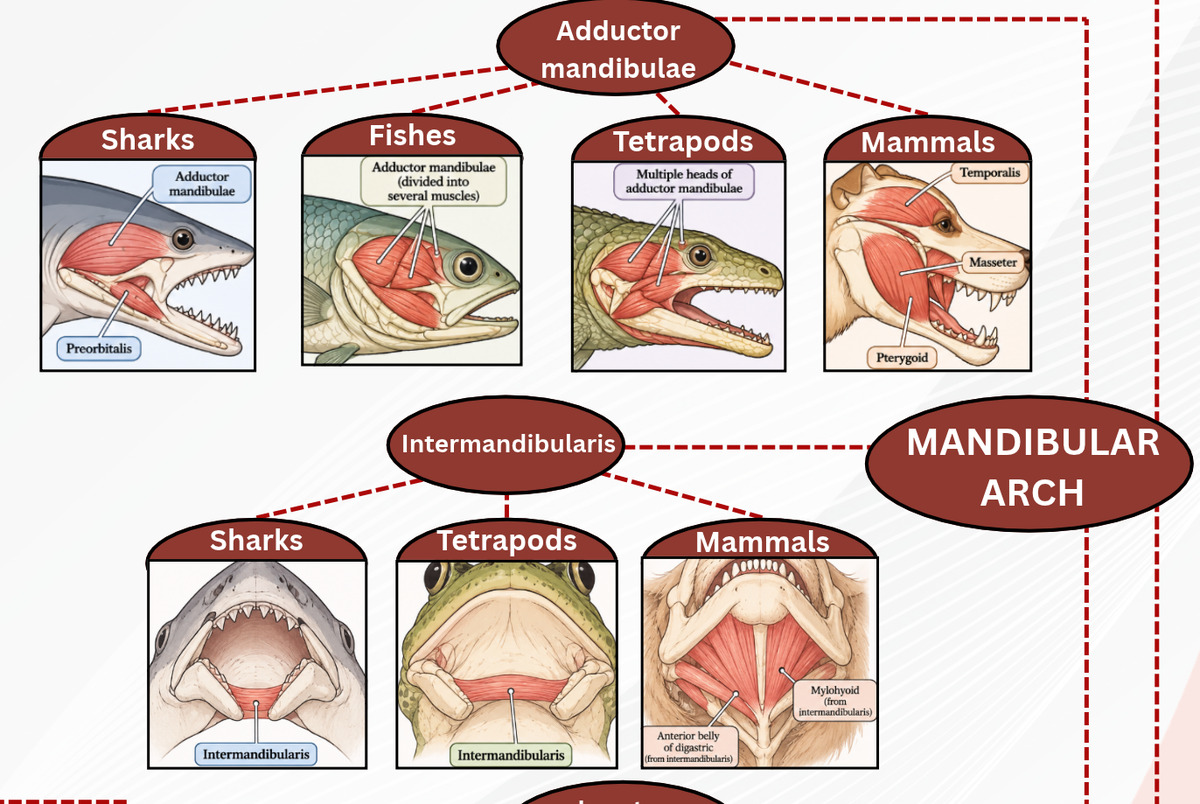 Adductor
mandibulae
Sharks
Fishes
Tetrapods
Mammals
Adductor
mandibulae
Preorbitalis
Adductor mandibulae
(divided into
several muscles)
Multiple heads of
adductor mandibulae
Temporalis
Masseter
Pterygoid
Intermandibularis
MANDIBULAR
ARCH
Sharks
Tetrapods
Mammals
Intermandibularis
Intermandibularis
Mylohyoid
(from
intermandibularis)
Anterior belly
of digastric
(from intermandibularis)